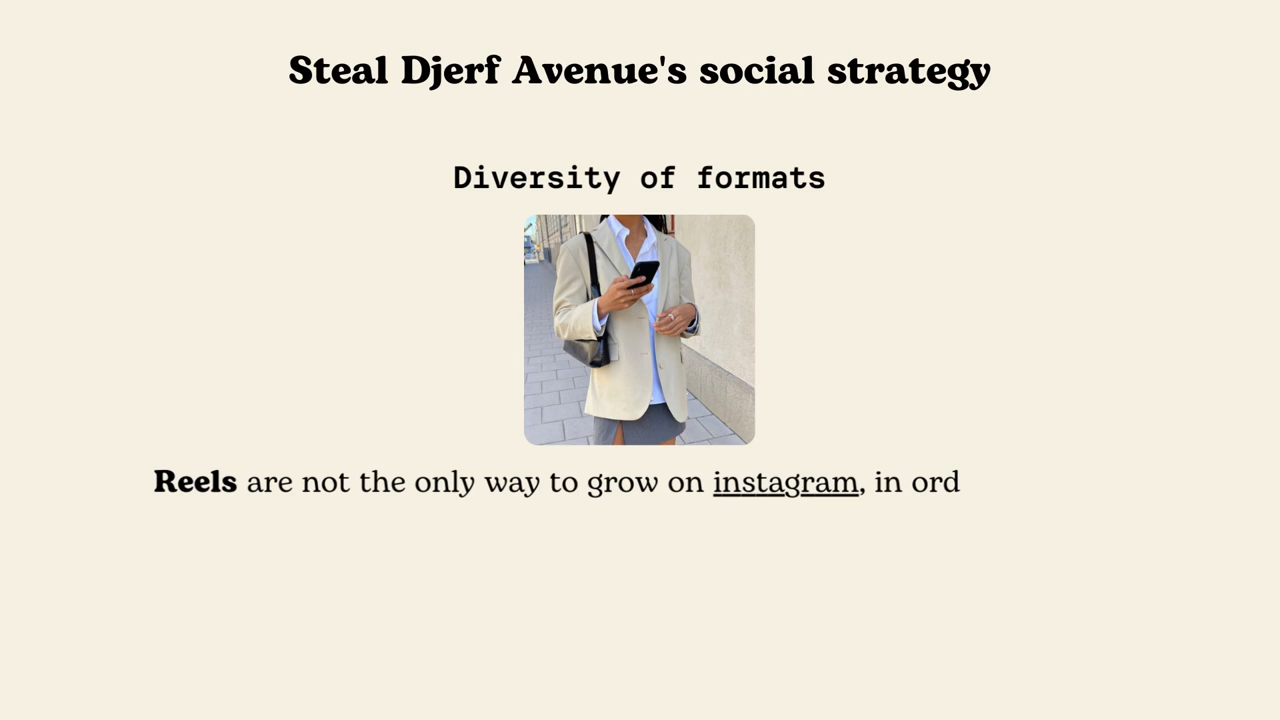 Steal Djerf Avenue's social strategy
Diversity of formats
Reels are not the only way to grow on instagram, in ord